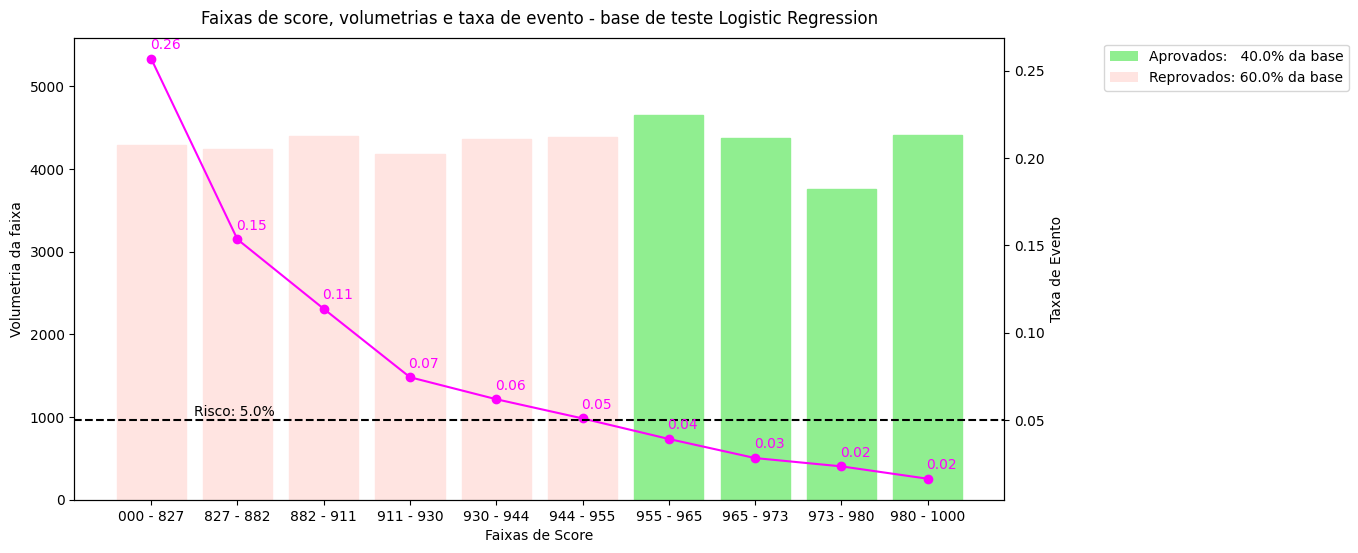 Faixas de score, volumetrias e taxa de evento - base de teste Logistic Regression
Aprovados:   40.0% da base
Reprovados: 60.0% da base
Volumetria da faixa
5000
4000
3000
2000
1000
0
0.26
0.15
0.11
0.07
0.06
0.05
0.04
0.03
0.02
0.02
Risco: 5.0%
0.25
0.20
0.15
0.10
0.05
Taxa de Evento
000 - 827 827 - 882 882 - 911 911 - 930 930 - 944 944 - 955 955 - 965 965 - 973 973 - 980 980 - 1000
Faixas de Score